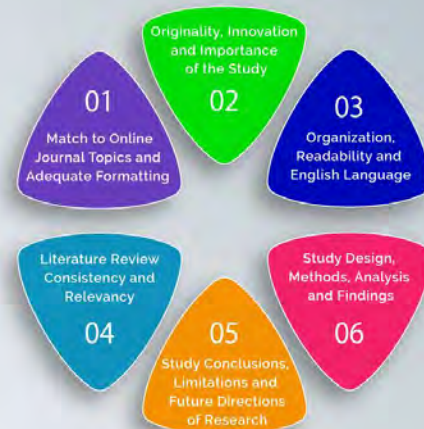 01
Match to Online
Journal Topics and
Adequate Formatting
Originality, Innovation
and Importance
of the Study
02
03
Organization,
Readability and
English Language
Literature Review
Consistency and
Relevancy
04
05
Study Conclusions,
Limitations and
Future Directions
of Research
Study Design,
Methods, Analysis
and Findings
06